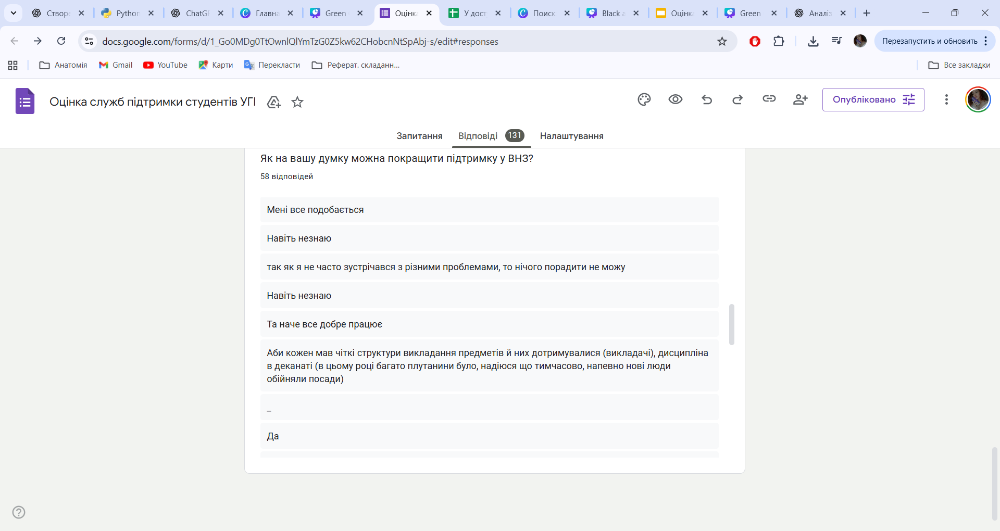 Створе
Python
ChatGP
Главна
Green
Оцінка
У дост
Поиск
Black a
Оцінка
Green
Аналіз
docs.google.com/forms/d/1_Go0MDg0TtOwnlQlYmTzG0Z5kw62CHobcnNtSpAbj-s/edit#responses
Перезапустить и обновить
Анатомія
Gmail
YouTube
Карти
Перекласти
Реферат. складанн...
Все закладки
Оцінка служб підтримки студентів УГІ
Опубліковано
Запитання
Відповіді 131
Налаштування
Як на вашу думку можна покращити підтримку у ВНЗ?
58 відповідей
Мені все подобається
Навіть незнаю
так як я не часто зустрічався з різними проблемами, то нічого порадити не можу
Навіть незнаю
Та наче все добре працює
Аби кожен мав чіткі структури викладання предметів й них дотримувалися (викладачі), дисципліна
в деканаті (в цьому році багато плутанини було, надіюся що тимчасово, напевно нові люди
обійняли посади)
_
Да